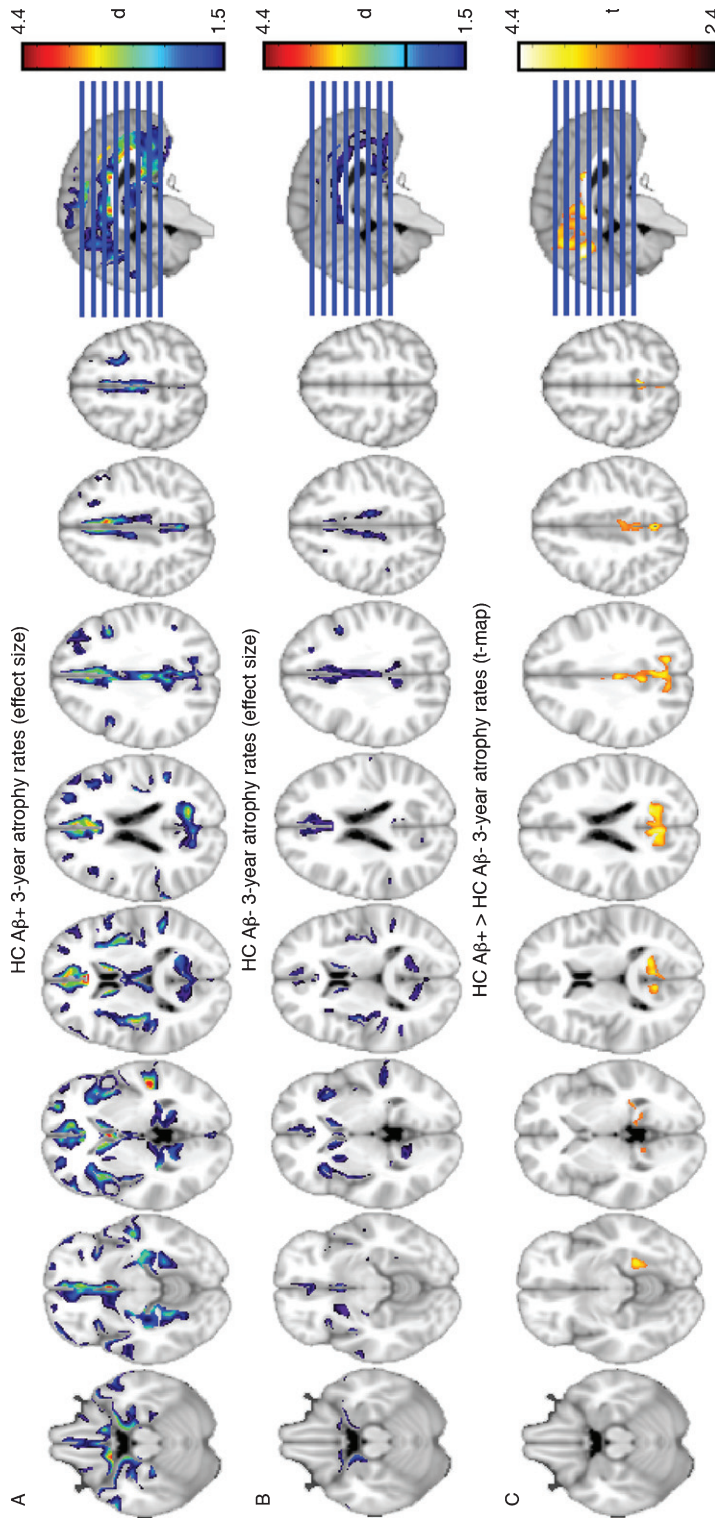 A
HC Aβ+ 3-year atrophy rates (effect size)
4.4
d
1.5
B
HC Aβ- 3-year atrophy rates (effect size)
4.4
d
1.5
C
HC Aβ+ > HC Aβ- 3-year atrophy rates (t-map)
4.4
t
2.4